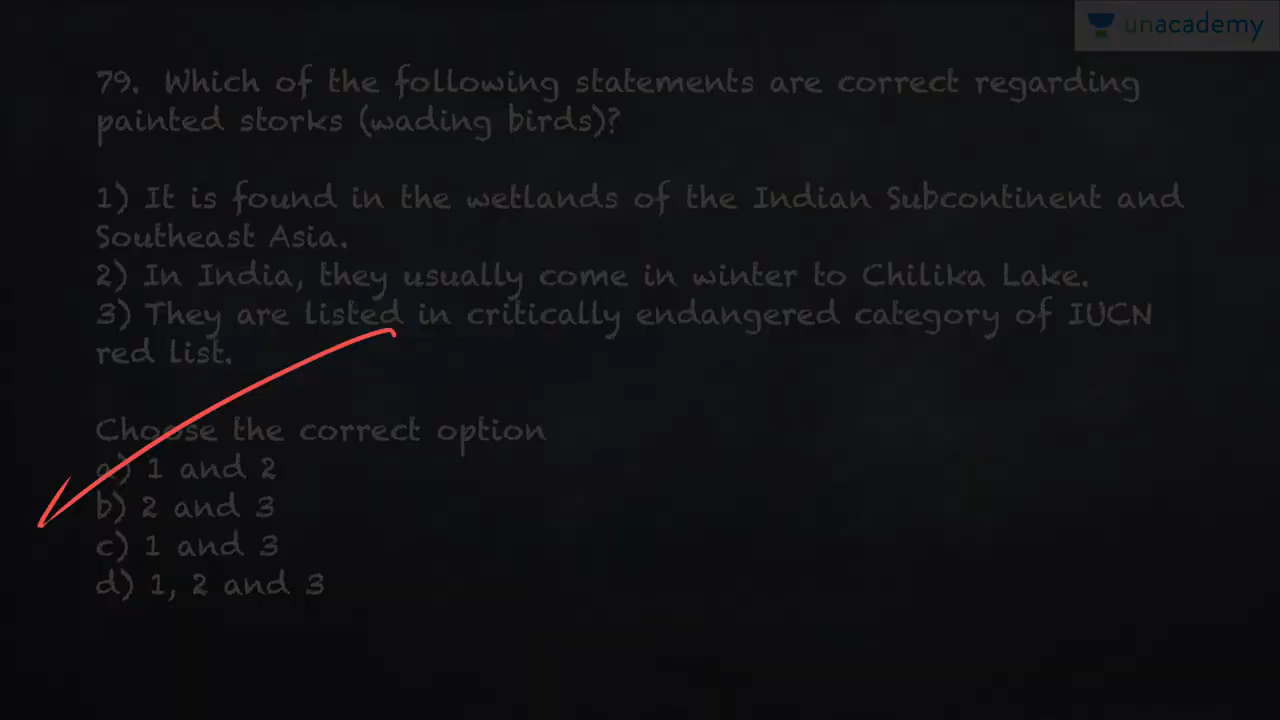 unacademy
79. Which of the following statements are correct regarding
painted storks (wading birds)?
1) It is found in the wetlands of the Indian Subcontinent and
Southeast Asia.
2) In India, they usually come in winter to Chilika Lake.
3) They are listed in critically endangered category of IUCN
red list.
Choose the correct option
a) 1 and 2
b) 2 and 3
c) 1 and 3
d) 1, 2 and 3